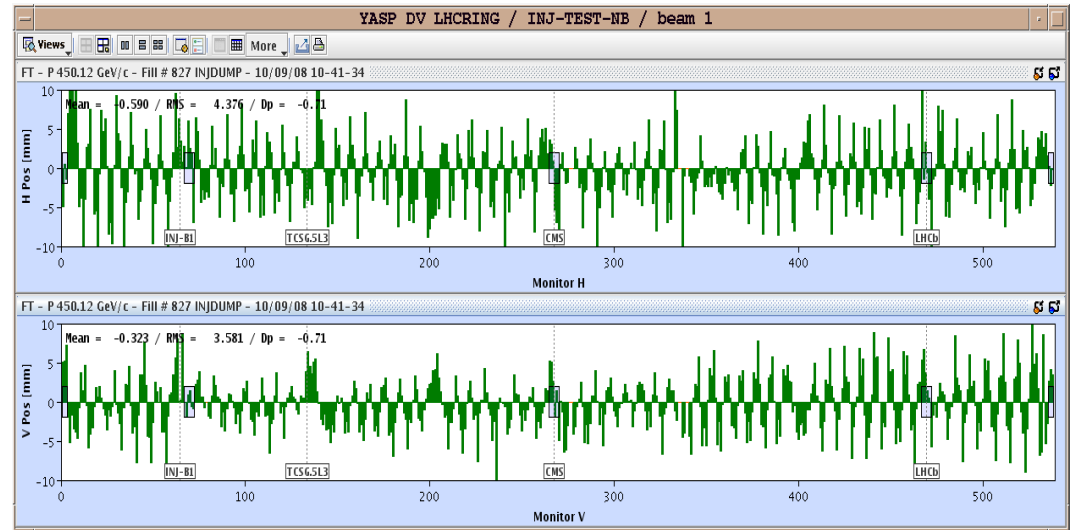 YASP DV LHCRING / INJ-TEST-NB / beam 1
Views More
FT - P 450.12 GeV/c - Fill # 827 INJDUMP - 10/09/08 10-41-34
Mean = -0.590 / RMS = 4.376 / Dp = -0.71
H Pos [mm]
10
5
0
-5
-10
INJ-B1 TCSG.5L3 CMS LHCb
0 100 200 300 400 500
Monitor H
FT - P 450.12 GeV/c - Fill # 827 INJDUMP - 10/09/08 10-41-34
Mean = -0.323 / RMS = 3.581 / Dp = -0.71
V Pos [mm]
10
5
0
-5
-10
INJ-B1 TCSG.5L3 CMS LHCb
0 100 200 300 400 500
Monitor V